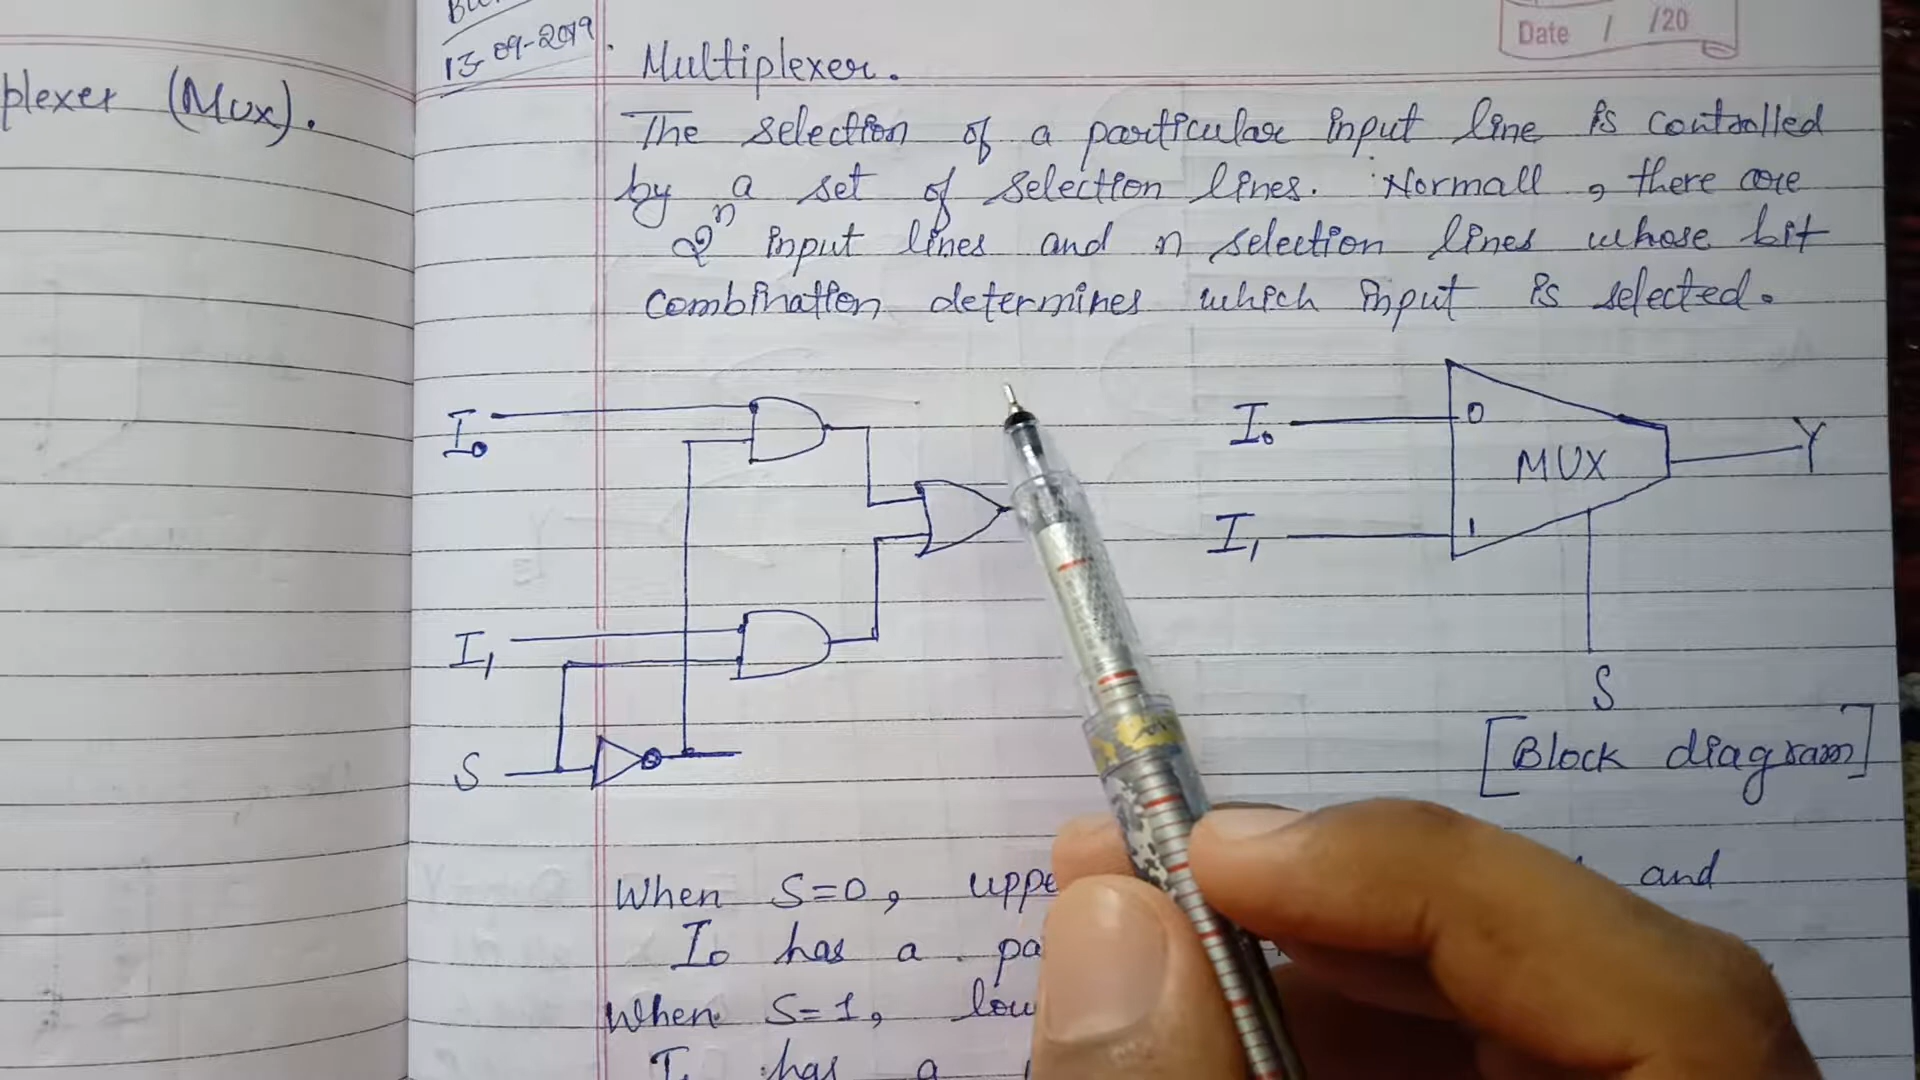 plexer (Mux).
13-09-2019
Date / /20
Multiplexer.
The selection of a particular input line is controlled
by a set of selection lines. Normall , there are
2^n input lines and n selection lines whose bit
combination determines which input is selected.
I₀
I₁
S
I₀
0
MUX
Y
I₁
1
S
[Block diagram]
When S=0, uppe
and
I₀ has a pa
When S=1, low
has a